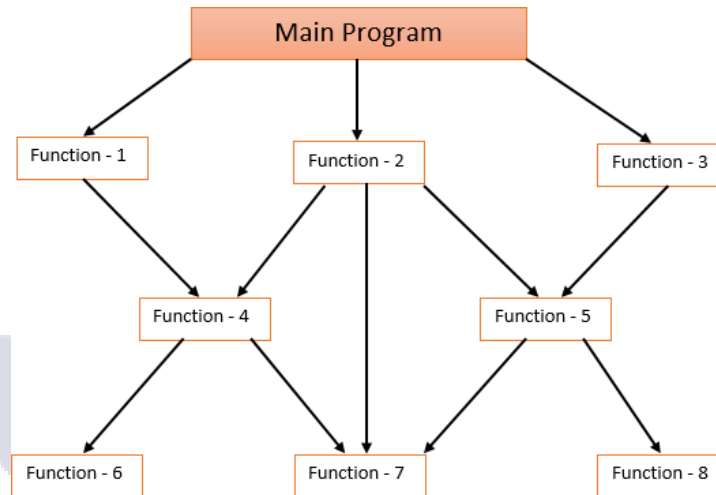 Main Program
Function - 1
Function - 2
Function - 3
Function - 4
Function - 5
Function - 6
Function - 7
Function - 8